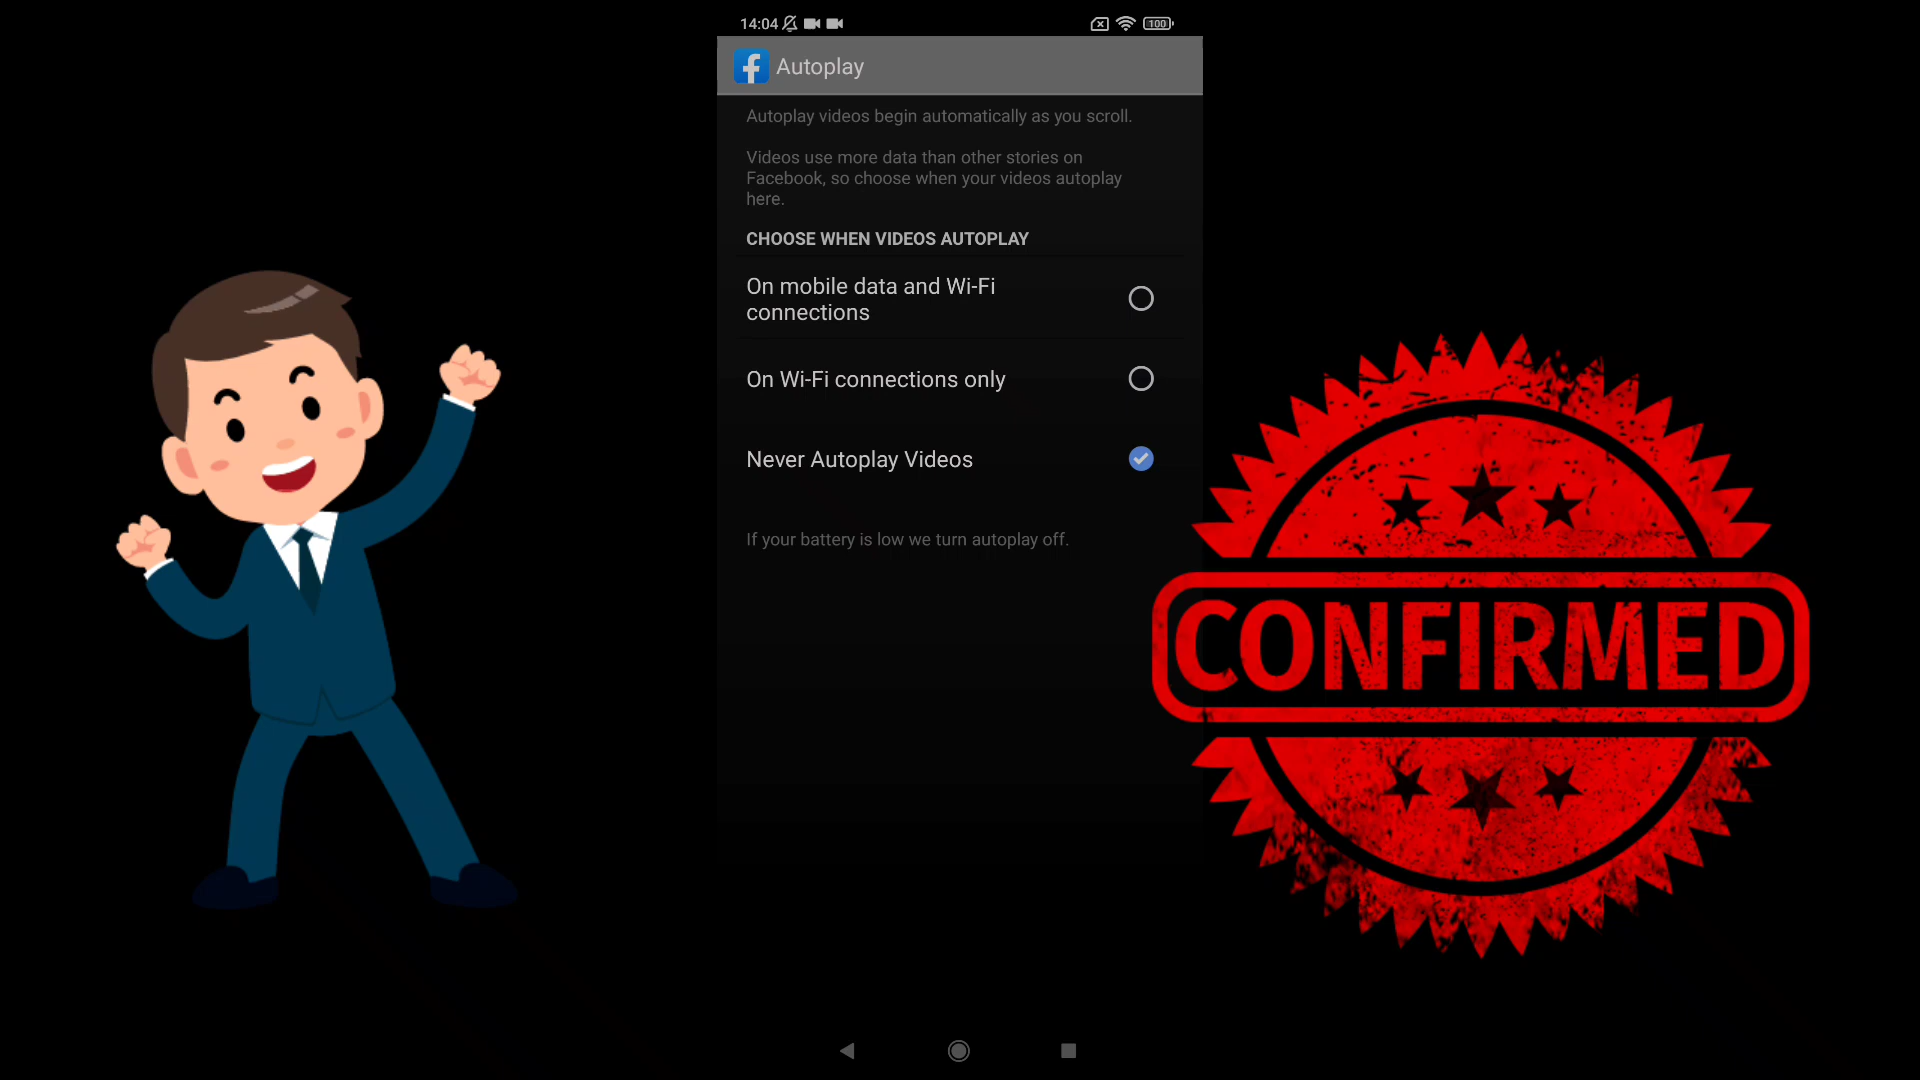 14:04
100
Autoplay
Autoplay videos begin automatically as you scroll.
Videos use more data than other stories on
Facebook, so choose when your videos autoplay
here.
CHOOSE WHEN VIDEOS AUTOPLAY
On mobile data and Wi-Fi
connections
On Wi-Fi connections only
Never Autoplay Videos
If your battery is low we turn autoplay off.
CONFIRMED